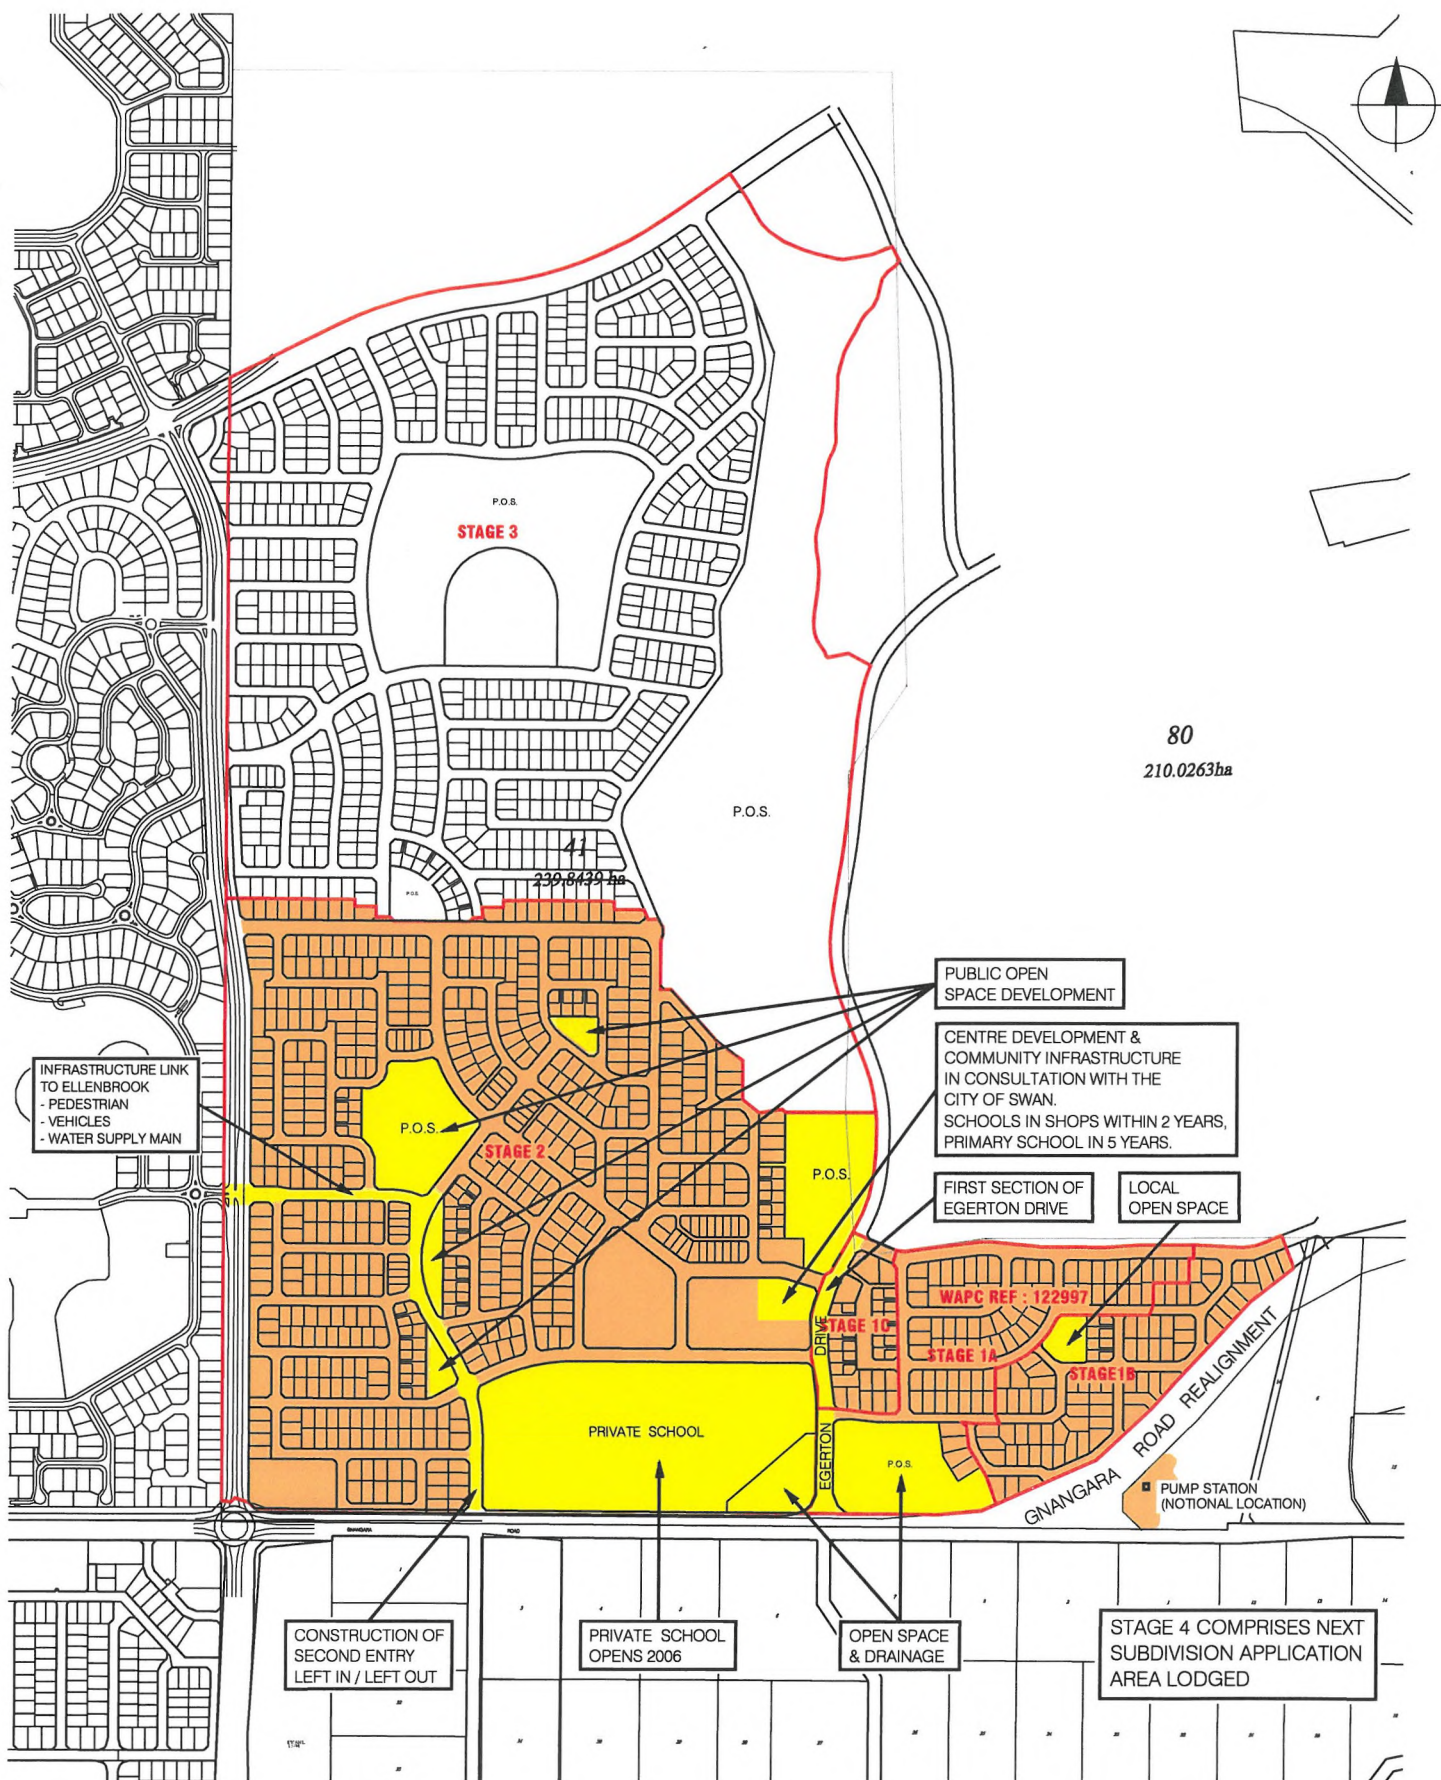 P.O.S.
STAGE 3
80
210.0263ha
P.O.S.
41
239.8439 ha
P.O.S.
PUBLIC OPEN
SPACE DEVELOPMENT
CENTRE DEVELOPMENT &
COMMUNITY INFRASTRUCTURE
IN CONSULTATION WITH THE
CITY OF SWAN.
SCHOOLS IN SHOPS WITHIN 2 YEARS,
PRIMARY SCHOOL IN 5 YEARS.
INFRASTRUCTURE LINK
TO ELLENBROOK
- PEDESTRIAN
- VEHICLES
- WATER SUPPLY MAIN
P.O.S.
STAGE 2
P.O.S.
FIRST SECTION OF
EGERTON DRIVE
LOCAL
OPEN SPACE
WAPC REF : 122997
STAGE 1C
STAGE 1A
STAGE1B
EGERTON DRIVE
PRIVATE SCHOOL
P.O.S.
GNANGARA ROAD REALIGNMENT
PUMP STATION
(NOTIONAL LOCATION)
GNANGARA ROAD
CONSTRUCTION OF
SECOND ENTRY
LEFT IN / LEFT OUT
PRIVATE SCHOOL
OPENS 2006
OPEN SPACE
& DRAINAGE
STAGE 4 COMPRISES NEXT
SUBDIVISION APPLICATION
AREA LODGED